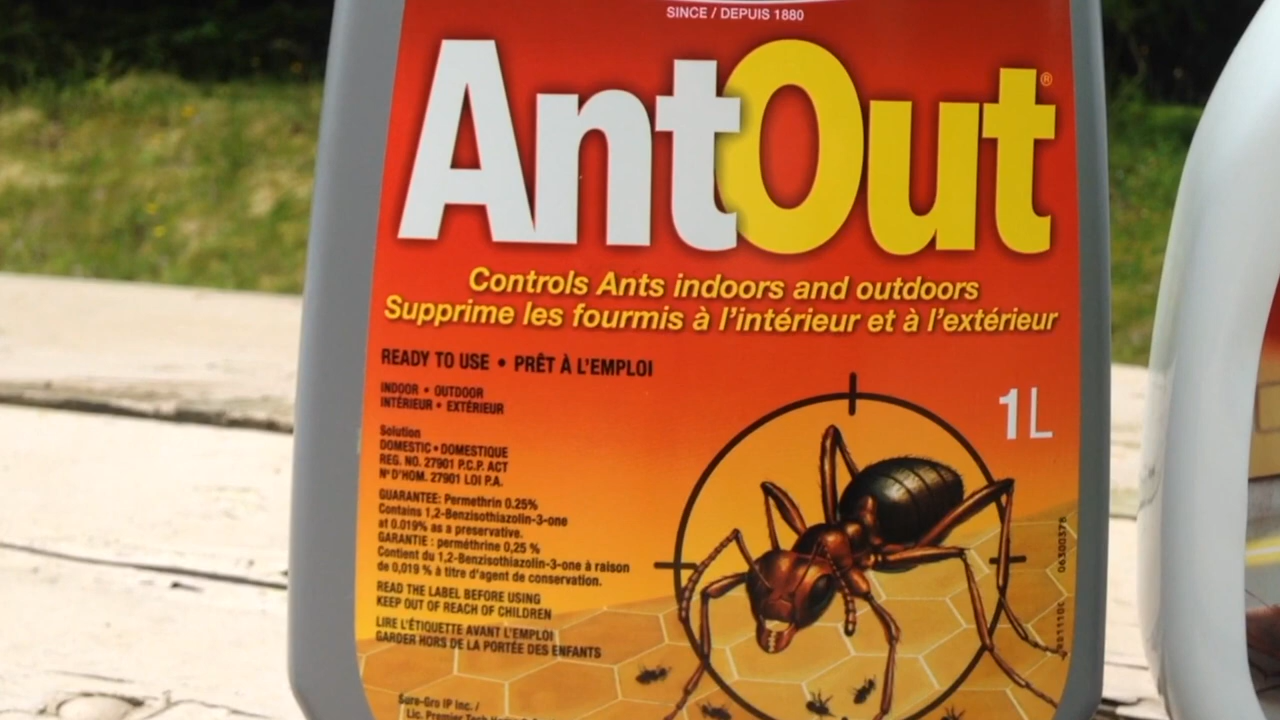 SINCE / DEPUIS 1880
AntOut®
Controls Ants indoors and outdoors
Supprime les fourmis à l'intérieur et à l'extérieur
READY TO USE • PRÊT À L'EMPLOI
INDOOR • OUTDOOR
INTÉRIEUR • EXTÉRIEUR
1L
Solution
DOMESTIC • DOMESTIQUE
REG. NO. 27901 P.C.P. ACT
N° D'HOM. 27901 LOI P.A.
GUARANTEE: Permethrin 0.25%
Contains 1,2-Benzisothiazolin-3-one
at 0.019% as a preservative.
GARANTIE : perméthrine 0,25 %
Contient du 1,2-Benzisothiazolin-3-one à raison
de 0,019 % à titre d'agent de conservation.
READ THE LABEL BEFORE USING
KEEP OUT OF REACH OF CHILDREN
LIRE L'ÉTIQUETTE AVANT L'EMPLOI
GARDER HORS DE LA PORTÉE DES ENFANTS
Sure-Gro IP Inc. /
Lic. Premier Tech